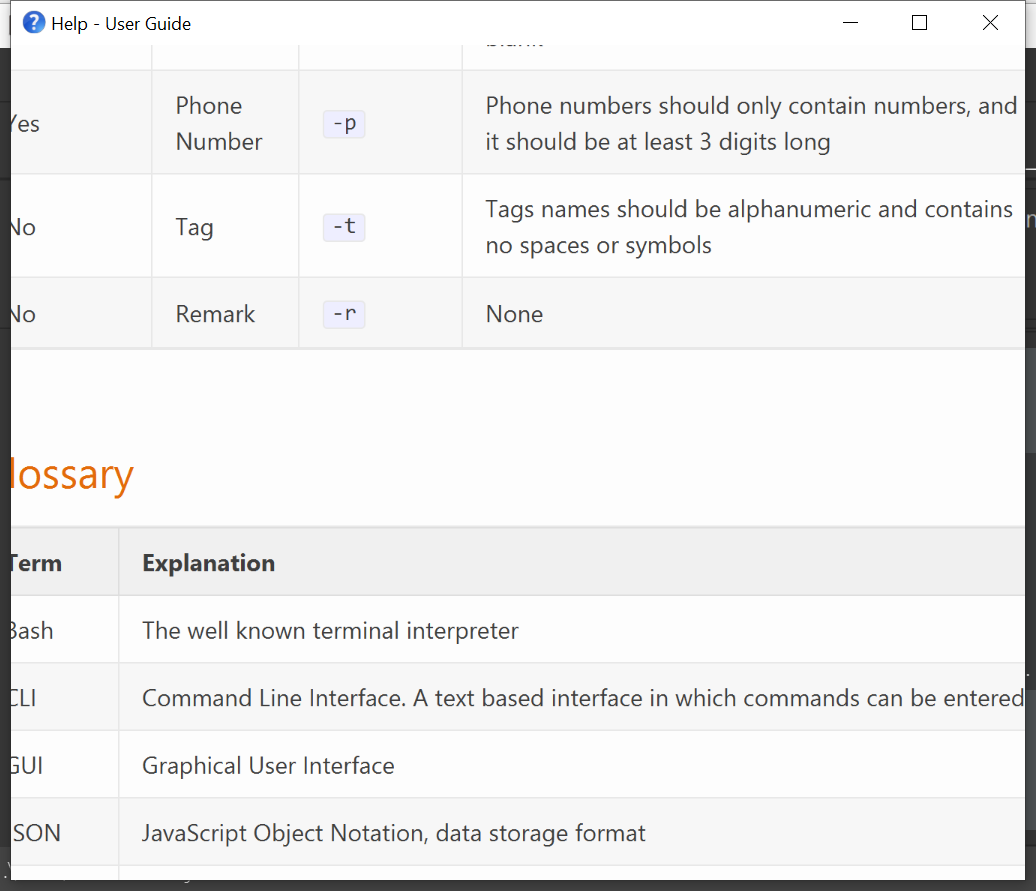 Help - User Guide
Yes
Phone
Number
-p
Phone numbers should only contain numbers, and
it should be at least 3 digits long
No
Tag
-t
Tags names should be alphanumeric and contains
no spaces or symbols
No
Remark
-r
None
lossary
Term
Explanation
Bash
The well known terminal interpreter
CLI
Command Line Interface. A text based interface in which commands can be entered
GUI
Graphical User Interface
JSON
JavaScript Object Notation, data storage format